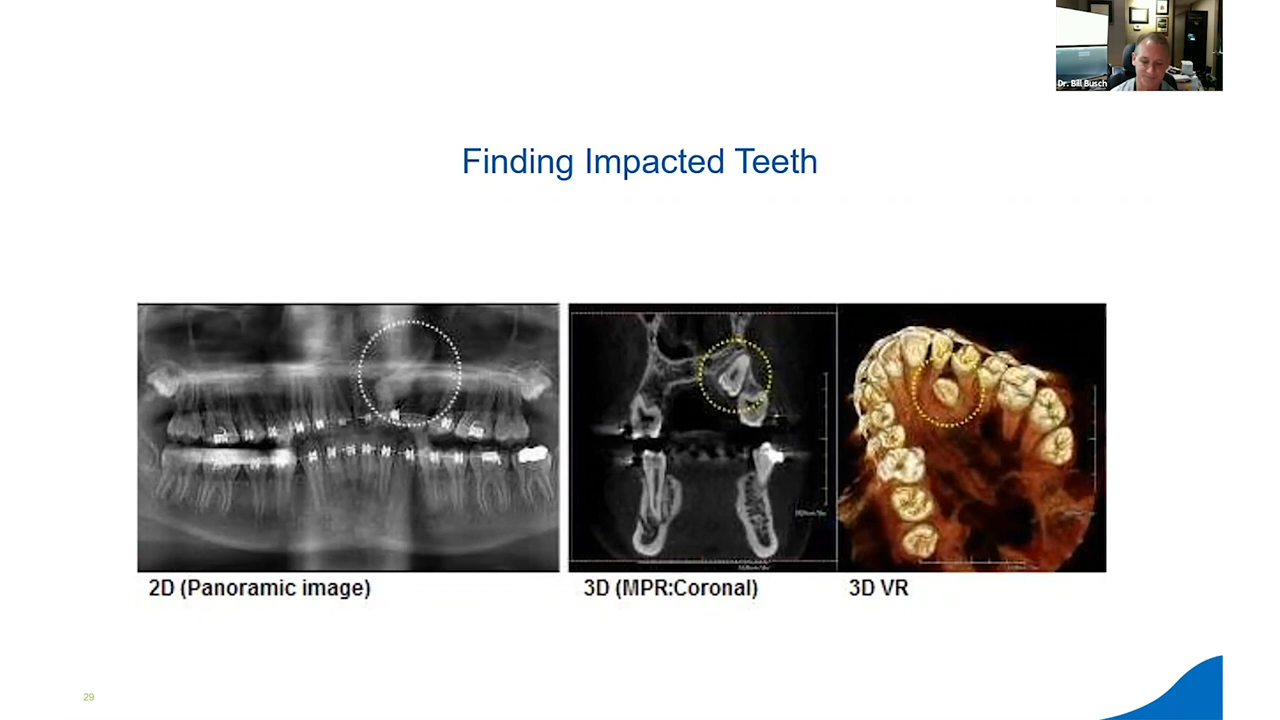 Dr. Bill Busch
Finding Impacted Teeth
2D (Panoramic image)
3D (MPR:Coronal)
3D VR
29